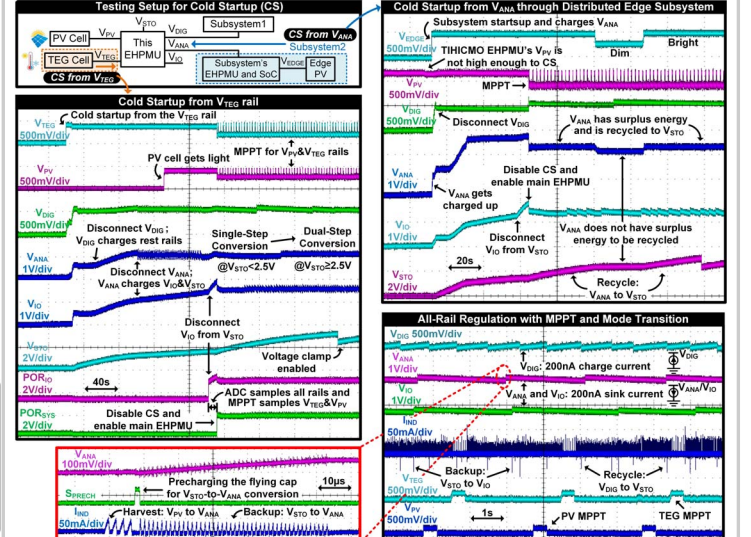 Testing Setup for Cold Startup (CS)
PV Cell
V_PV
V_STO
This
EHPMU
V_DIG
Subsystem1
V_ANA
CS from V_ANA
Subsystem2
V_IO
TEG Cell
V_TEG
CS from V_TEG
Subsystem's
EHPMU and SoC
V_EDGE
Edge
PV
Cold Startup from V_TEG rail
Cold startup from the V_TEG rail
V_TEG
500mV/div
PV cell gets light
MPPT for V_PV&V_TEG rails
V_PV
500mV/div
V_DIG
500mV/div
Disconnect V_DIG;
V_DIG charges rest rails
Single-Step
Conversion
Dual-Step
Conversion
V_ANA
1V/div
Disconnect V_ANA;
V_ANA charges V_IO&V_STO
@V_STO<2.5V
@V_STO≥2.5V
V_IO
1V/div
Disconnect
V_IO from V_STO
V_STO
2V/div
Voltage clamp
enabled
POR_IO
2V/div
40s
ADC samples all rails and
MPPT samples V_TEG&V_PV
POR_SYS
2V/div
Disable CS and
enable main EHPMU
V_ANA
100mV/div
10µs
S_PRECH
Precharging the flying cap
for V_STO-to-V_ANA conversion
I_IND
50mA/div
Harvest: V_PV to V_ANA
Backup: V_STO to V_ANA
Cold Startup from V_ANA through Distributed Edge Subsystem
Subsystem startsup and charges V_ANA
V_EDGE
500mV/div
Dim
Bright
TIHICMO EHPMU's V_PV is
not high enough to CS
MPPT
V_PV
500mV/div
V_DIG
500mV/div
Disconnect V_DIG
V_ANA has surplus energy
and is recycled to V_STO
V_ANA
1V/div
V_ANA gets
charged up
Disable CS and
enable main EHPMU
V_IO
1V/div
Disconnect
V_IO from V_STO
V_ANA does not have surplus
energy to be recycled
20s
V_STO
2V/div
Recycle:
V_ANA to V_STO
All-Rail Regulation with MPPT and Mode Transition
V_DIG 500mV/div
V_ANA
1V/div
V_DIG: 200nA charge current
V_DIG
V_IO
1V/div
V_ANA and V_IO: 200nA sink current
V_ANA/V_IO
I_IND
50mA/div
Backup:
V_STO to V_IO
Recycle:
V_DIG to V_STO
V_TEG
500mV/div
V_PV
500mV/div
1s
PV MPPT
TEG MPPT